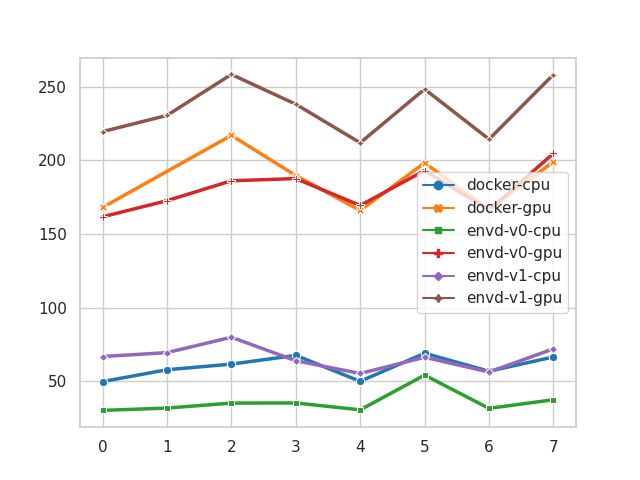 250
200
150
100
50
0 1 2 3 4 5 6 7
docker-cpu
docker-gpu
envd-v0-cpu
envd-v0-gpu
envd-v1-cpu
envd-v1-gpu